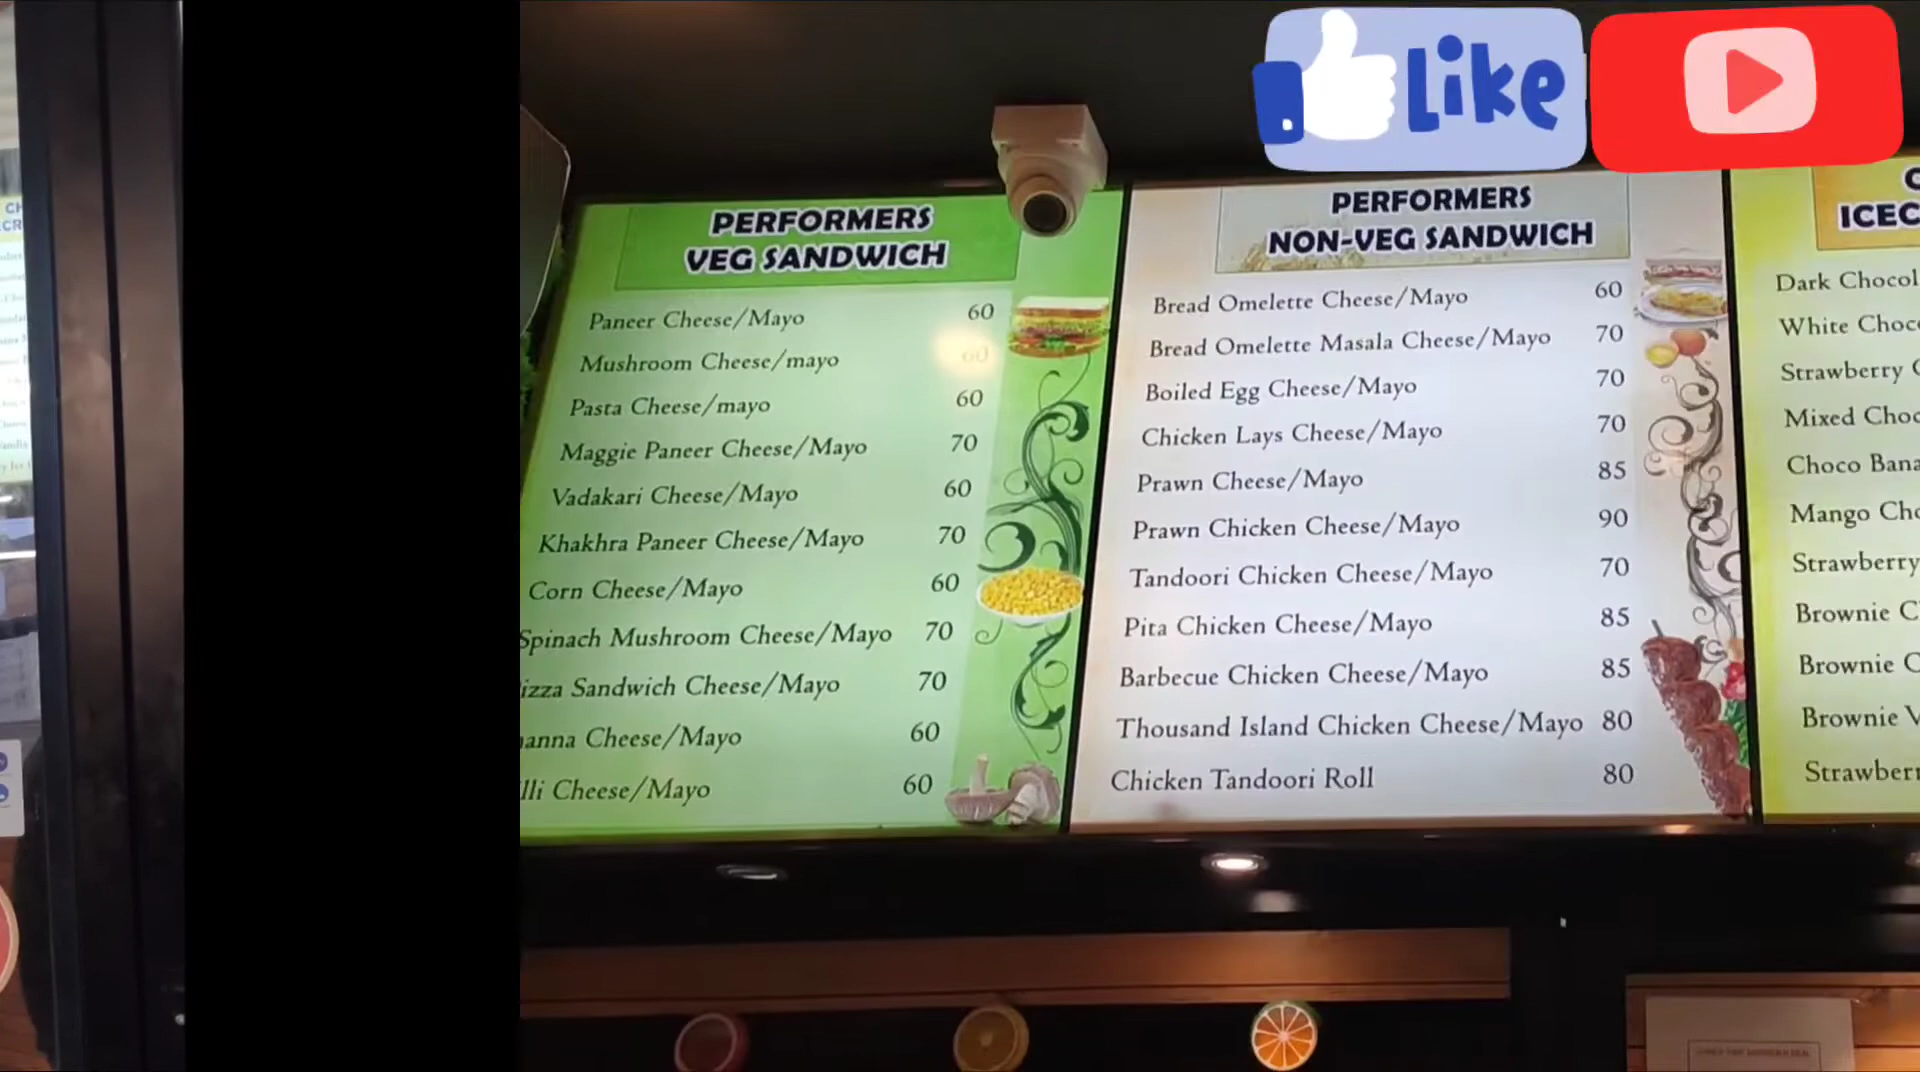 Like
PERFORMERS
VEG SANDWICH
Paneer Cheese/Mayo 60
Mushroom Cheese/mayo 60
Pasta Cheese/mayo 60
Maggie Paneer Cheese/Mayo 70
Vadakari Cheese/Mayo 60
Khakhra Paneer Cheese/Mayo 70
Corn Cheese/Mayo 60
Spinach Mushroom Cheese/Mayo 70
izza Sandwich Cheese/Mayo 70
anna Cheese/Mayo 60
lli Cheese/Mayo 60
PERFORMERS
NON-VEG SANDWICH
Bread Omelette Cheese/Mayo 60
Bread Omelette Masala Cheese/Mayo 70
Boiled Egg Cheese/Mayo 70
Chicken Lays Cheese/Mayo 70
Prawn Cheese/Mayo 85
Prawn Chicken Cheese/Mayo 90
Tandoori Chicken Cheese/Mayo 70
Pita Chicken Cheese/Mayo 85
Barbecue Chicken Cheese/Mayo 85
Thousand Island Chicken Cheese/Mayo 80
Chicken Tandoori Roll 80
ICEC
Dark Chocol
White Choc
Strawberry C
Mixed Choc
Choco Bana
Mango Cho
Strawberry
Brownie C
Brownie C
Brownie V
Strawberr